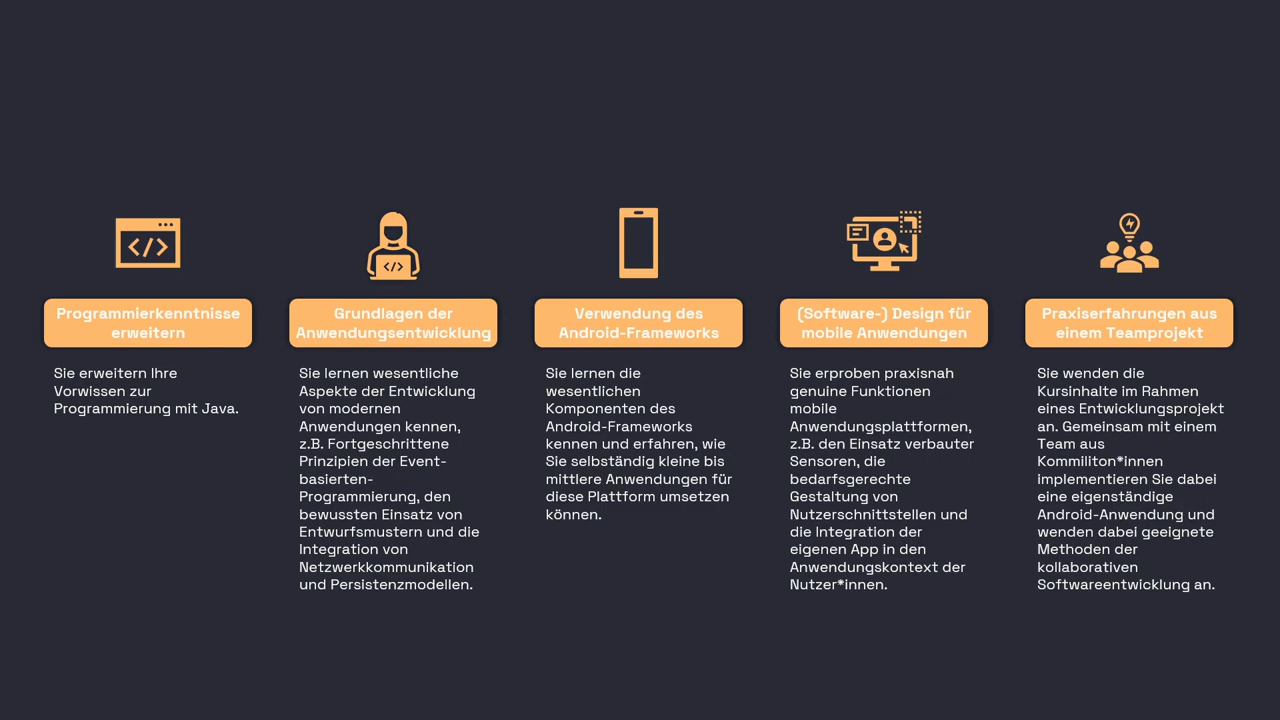 Programmierkenntnisse
erweitern
Sie erweitern Ihre
Vorwissen zur
Programmierung mit Java.
Grundlagen der
Anwendungsentwicklung
Sie lernen wesentliche
Aspekte der Entwicklung
von modernen
Anwendungen kennen,
z.B. Fortgeschrittene
Prinzipien der Event-
basierten-
Programmierung, den
bewussten Einsatz von
Entwurfsmustern und die
Integration von
Netzwerkkommunikation
und Persistenzmodellen.
Verwendung des
Android-Frameworks
Sie lernen die
wesentlichen
Komponenten des
Android-Frameworks
kennen und erfahren, wie
Sie selbständig kleine bis
mittlere Anwendungen für
diese Plattform umsetzen
können.
(Software-) Design für
mobile Anwendungen
Sie erproben praxisnah
genuine Funktionen
mobile
Anwendungsplattformen,
z.B. den Einsatz verbauter
Sensoren, die
bedarfsgerechte
Gestaltung von
Nutzerschnittstellen und
die Integration der
eigenen App in den
Anwendungskontext der
Nutzer*innen.
Praxiserfahrungen aus
einem Teamprojekt
Sie wenden die
Kursinhalte im Rahmen
eines Entwicklungsprojekt
an. Gemeinsam mit einem
Team aus
Kommiliton*innen
implementieren Sie dabei
eine eigenständige
Android-Anwendung und
wenden dabei geeignete
Methoden der
kollaborativen
Softwareentwicklung an.